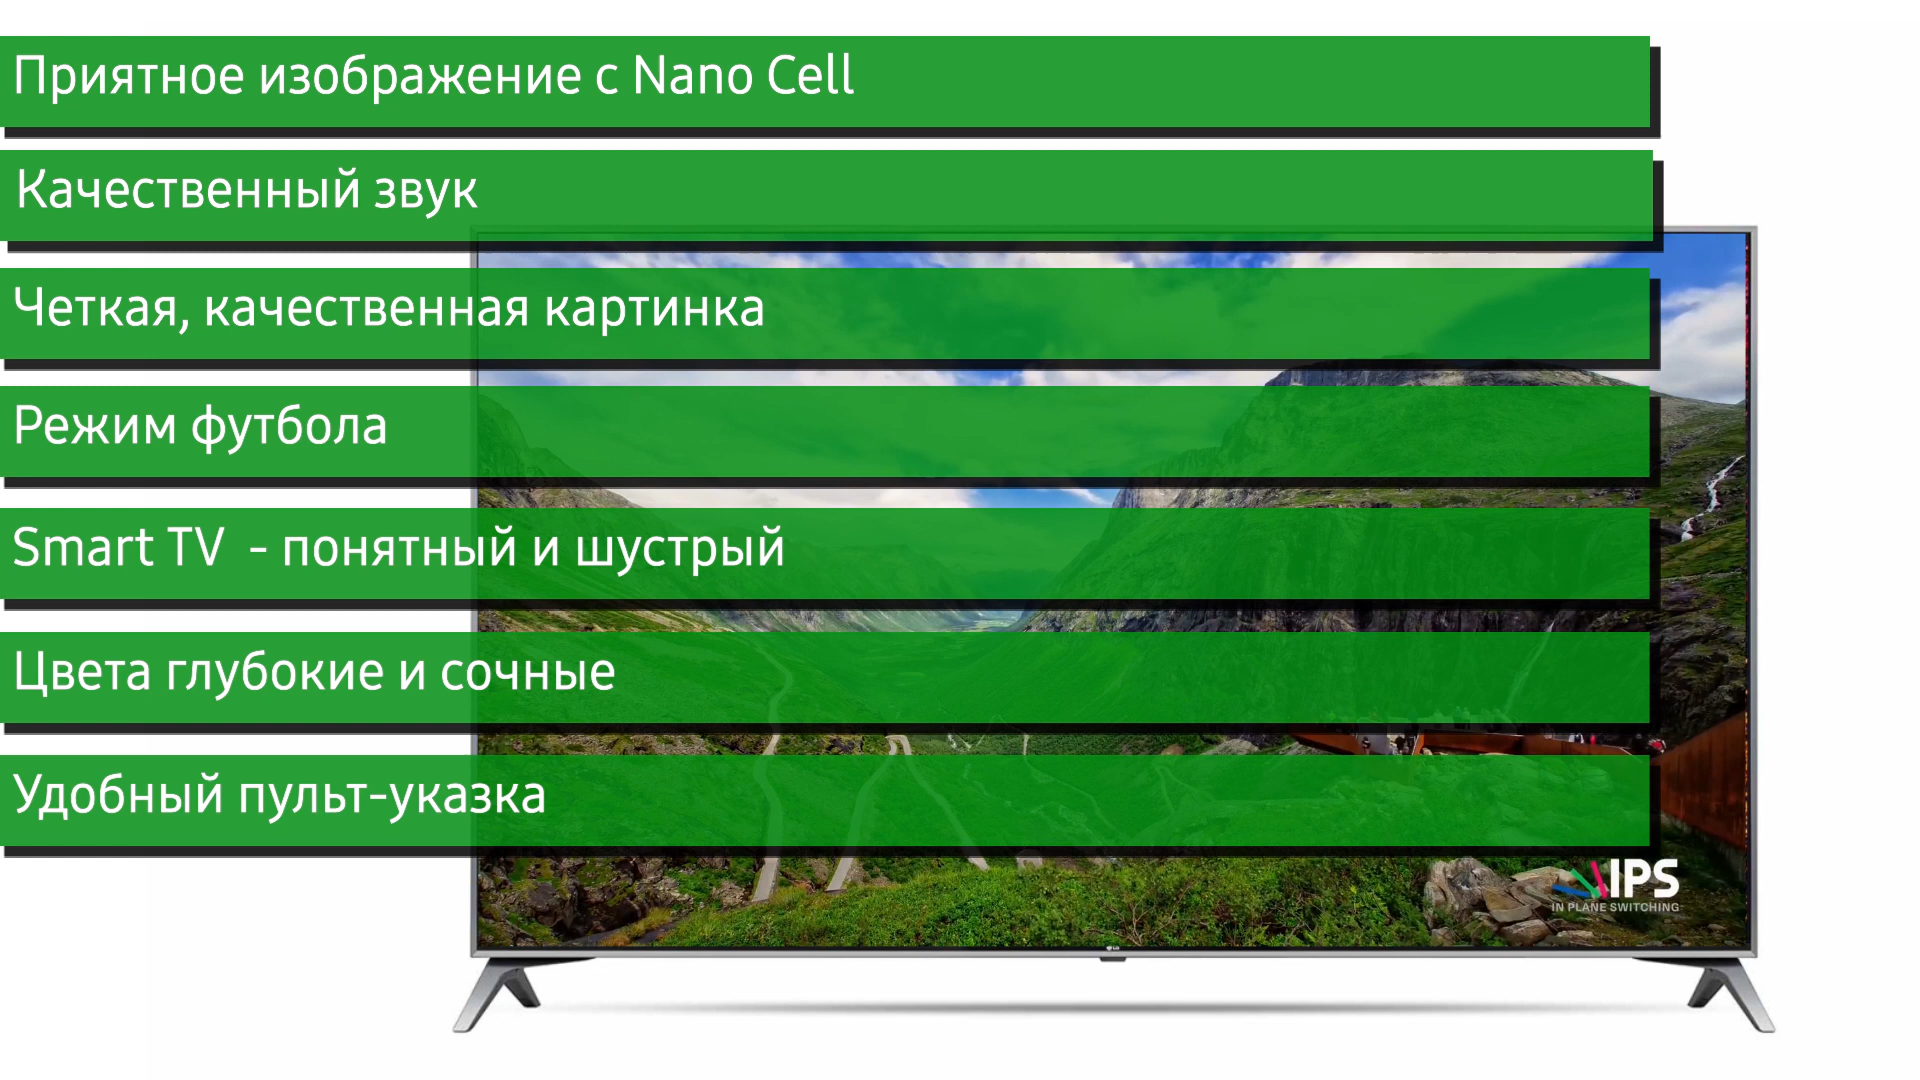 Приятное изображение с Nano Cell
Качественный звук
Четкая, качественная картинка
Режим футбола
Smart TV - понятный и шустрый
Цвета глубокие и сочные
Удобный пульт-указка
IPS
IN PLANE SWITCHING
LG